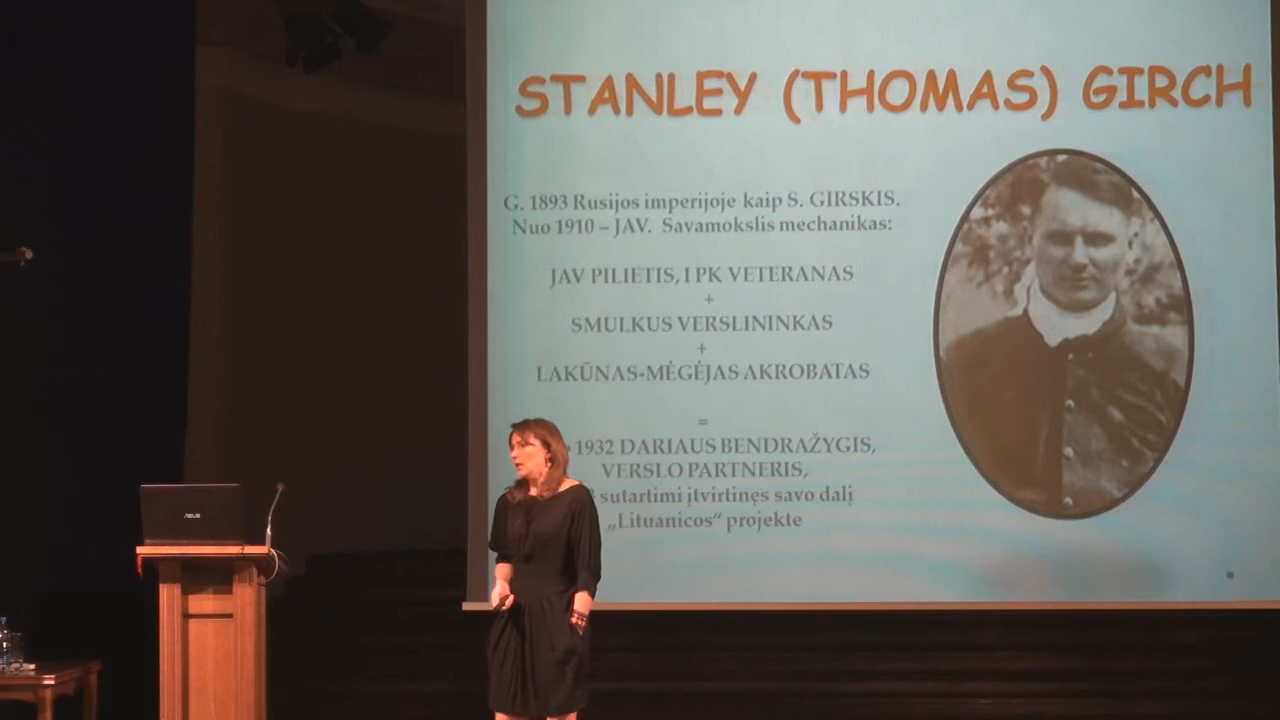 STANLEY (THOMAS) GIRCH
G. 1893 Rusijos imperijoje kaip S. GIRSKIS.
Nuo 1910 – JAV. Savamokslis mechanikas:
JAV PILIETIS, I PK VETERANAS
+
SMULKUS VERSLININKAS
+
LAKŪNAS-MĖGĖJAS AKROBATAS
=
1932 DARIAUS BENDRAŽYGIS,
VERSLO PARTNERIS,
sutartimi įtvirtinęs savo dalį
„Lituanicos“ projekte
ASUS